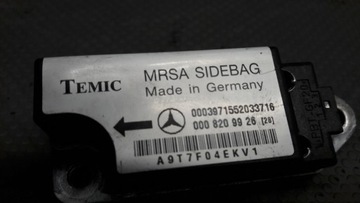 TEMIC
MRSA SIDEBAG
Made in Germany
0003971552033716
000 820 99 26 [28]
A9T7F04EKV1